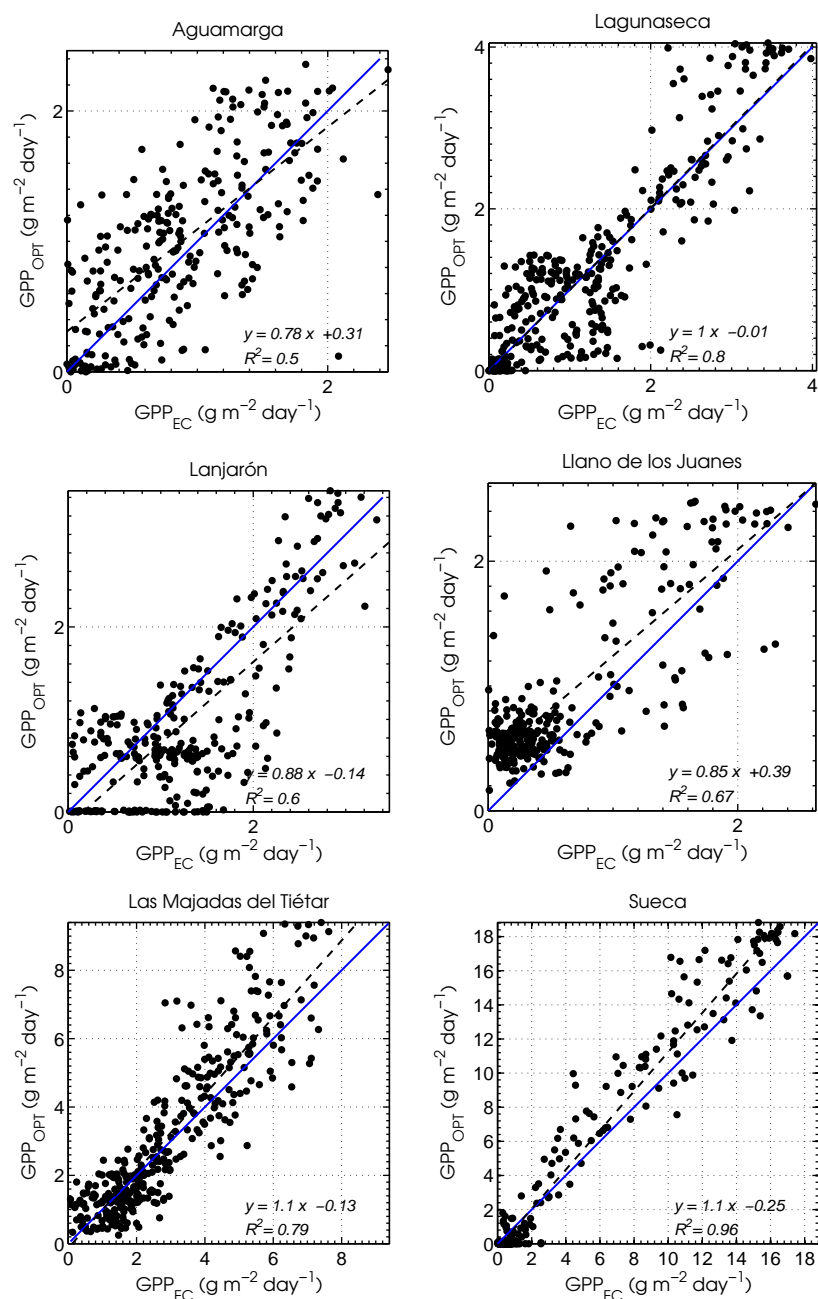 Aguamarga
2
0
0
2
GPP_OPT (g m⁻² day⁻¹)
y = 0.78 x +0.31
R²= 0.5
GPP_EC (g m⁻² day⁻¹)
Lagunaseca
4
2
0
0
2
4
GPP_OPT (g m⁻² day⁻¹)
y = 1 x −0.01
R²= 0.8
GPP_EC (g m⁻² day⁻¹)
Lanjarón
2
0
0
2
GPP_OPT (g m⁻² day⁻¹)
y = 0.88 x −0.14
R²= 0.6
GPP_EC (g m⁻² day⁻¹)
Llano de los Juanes
2
0
0
2
GPP_OPT (g m⁻² day⁻¹)
y = 0.85 x +0.39
R²= 0.67
GPP_EC (g m⁻² day⁻¹)
Las Majadas del Tiétar
8
6
4
2
0
0 2 4 6 8
GPP_OPT (g m⁻² day⁻¹)
y = 1.1 x −0.13
R²= 0.79
GPP_EC (g m⁻² day⁻¹)
Sueca
18
16
14
12
10
8
6
4
2
0
0 2 4 6 8 10 12 14 16 18
GPP_OPT (g m⁻² day⁻¹)
y = 1.1 x −0.25
R²= 0.96
GPP_EC (g m⁻² day⁻¹)